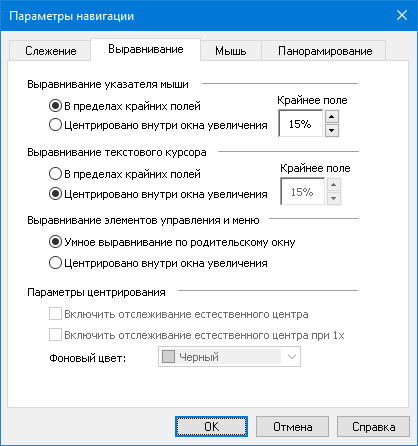 Параметры навигации
Слежение Выравнивание Мышь Панорамирование
Выравнивание указателя мыши Крайнее поле
В пределах крайних полей
Центрировано внутри окна увеличения 15%
Выравнивание текстового курсора Крайнее поле
В пределах крайних полей
Центрировано внутри окна увеличения 15%
Выравнивание элементов управления и меню
Умное выравнивание по родительскому окну
Центрировано внутри окна увеличения
Параметры центрирования
Включить отслеживание естественного центра
Включить отслеживание естественного центра при 1x
Фоновый цвет: Черный
OK Отмена Справка